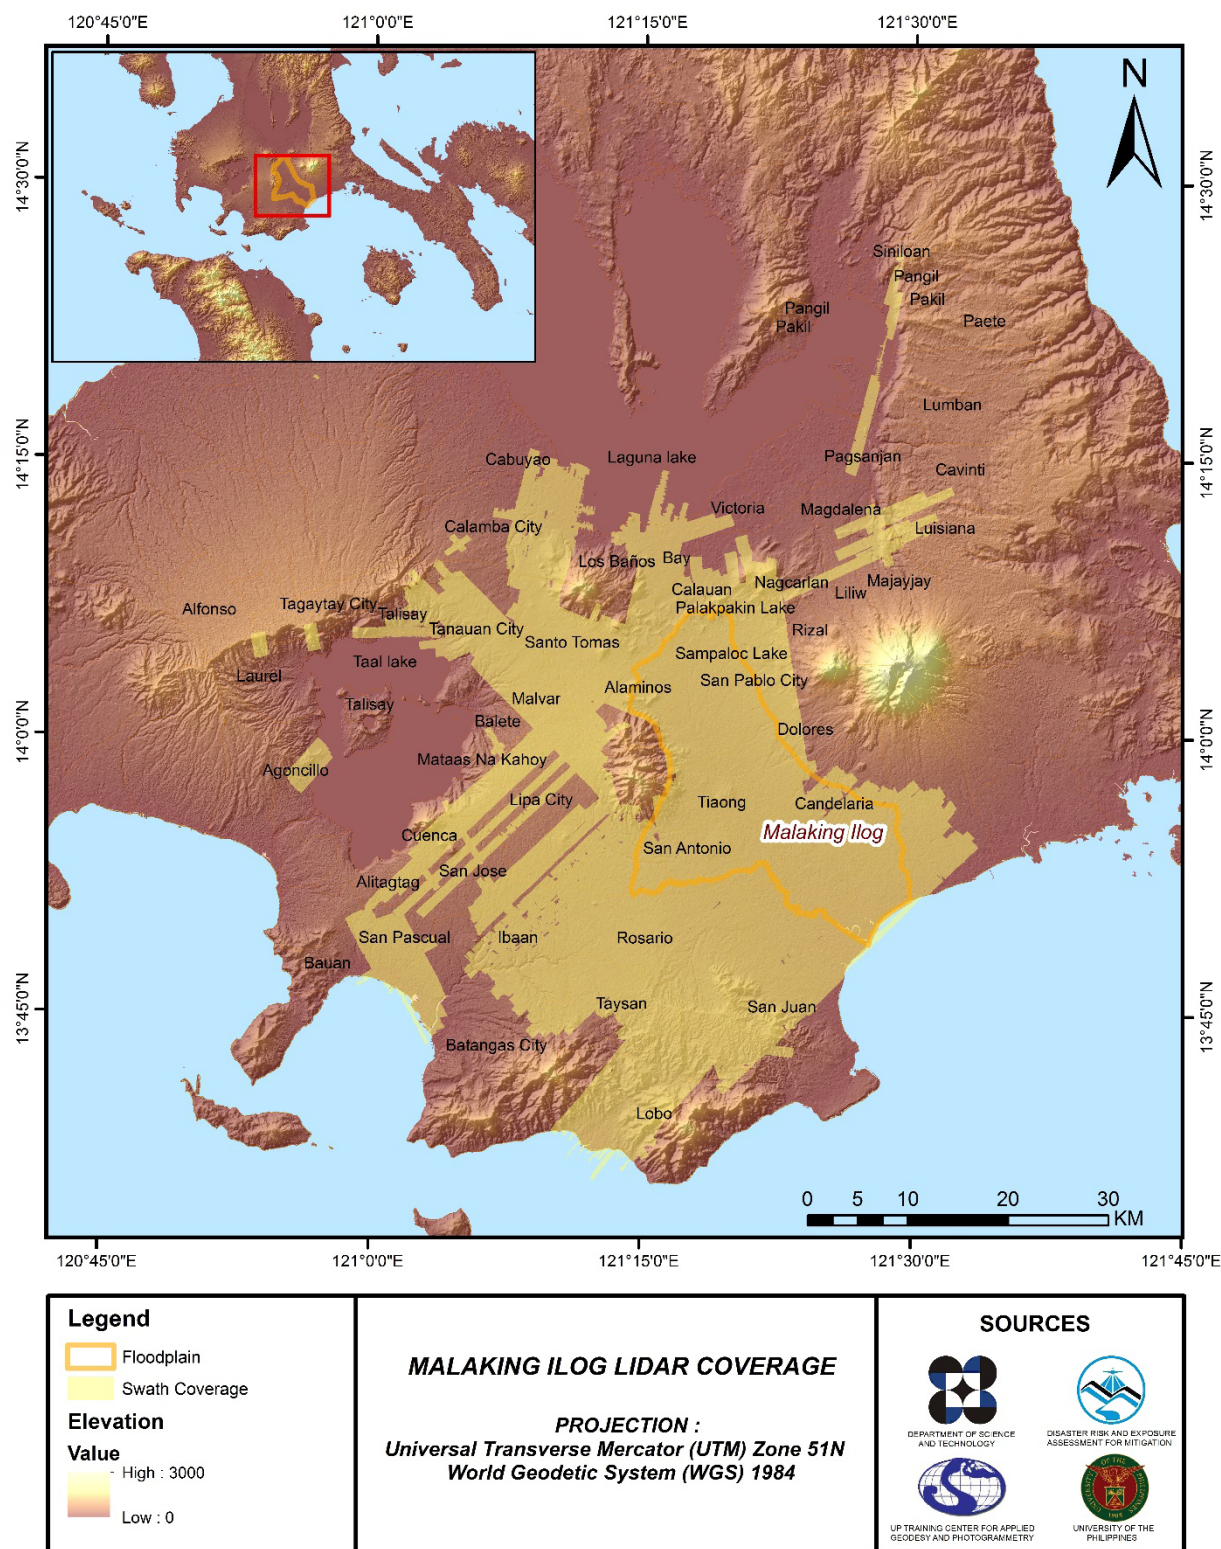 120°45'0"E
121°0'0"E
121°15'0"E
121°30'0"E
14°30'0"N
14°30'0"N
N
Siniloan
Pangil
Pakil
Pangil
Pakil
Paete
Lumban
14°15'0"N
14°15'0"N
Cabuyao
Laguna lake
Pagsanjan
Cavinti
Victoria
Magdalena
Calamba City
Luisiana
Los Baños
Bay
Calauan
Nagcarlan
Majayjay
Liliw
Alfonso
Tagaytay City
Talisay
Palakpakin Lake
Tanauan City
Santo Tomas
Rizal
Sampaloc Lake
Taal lake
Laurel
San Pablo City
Alaminos
Talisay
Malvar
Balete
Dolores
14°0'0"N
14°0'0"N
Mataas Na Kahoy
Agoncillo
Lipa City
Tiaong
Candelaria
Malaking Ilog
Cuenca
San Antonio
San Jose
Alitagtag
San Pascual
Ibaan
Rosario
Bauan
Taysan
San Juan
13°45'0"N
13°45'0"N
Batangas City
Lobo
0 5 10 20 30
KM
120°45'0"E
121°0'0"E
121°15'0"E
121°30'0"E
121°45'0"E
Legend
Floodplain
Swath Coverage
Elevation
Value
High : 3000
Low : 0
MALAKING ILOG LIDAR COVERAGE
PROJECTION :
Universal Transverse Mercator (UTM) Zone 51N
World Geodetic System (WGS) 1984
SOURCES
DEPARTMENT OF SCIENCE
AND TECHNOLOGY
DISASTER RISK AND EXPOSURE
ASSESSMENT FOR MITIGATION
UP TRAINING CENTER FOR APPLIED
GEODESY AND PHOTOGRAMMETRY
UNIVERSITY OF THE PHILIPPINES
1908
UNIVERSITY OF THE
PHILIPPINES